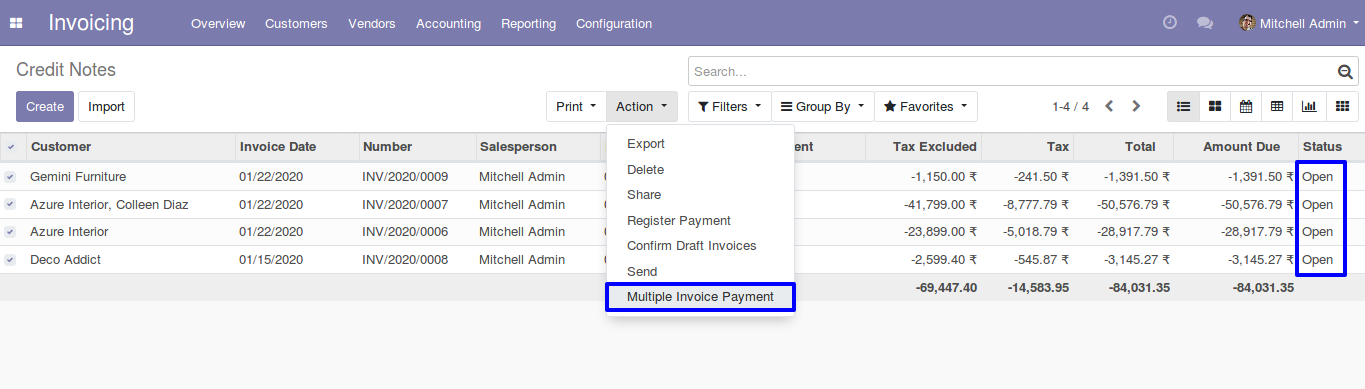 Invoicing Overview Customers Vendors Accounting Reporting Configuration Mitchell Admin
Credit Notes Search...
Create Import Print Action Filters Group By Favorites 1-4 / 4
Customer Invoice Date Number Salesperson ent Tax Excluded Tax Total Amount Due Status
Gemini Furniture 01/22/2020 INV/2020/0009 Mitchell Admin -1,150.00 ₹ -241.50 ₹ -1,391.50 ₹ -1,391.50 ₹ Open
Azure Interior, Colleen Diaz 01/22/2020 INV/2020/0007 Mitchell Admin -41,799.00 ₹ -8,777.79 ₹ -50,576.79 ₹ -50,576.79 ₹ Open
Azure Interior 01/22/2020 INV/2020/0006 Mitchell Admin -23,899.00 ₹ -5,018.79 ₹ -28,917.79 ₹ -28,917.79 ₹ Open
Deco Addict 01/15/2020 INV/2020/0008 Mitchell Admin -2,599.40 ₹ -545.87 ₹ -3,145.27 ₹ -3,145.27 ₹ Open
-69,447.40 -14,583.95 -84,031.35 -84,031.35
Export
Delete
Share
Register Payment
Confirm Draft Invoices
Send
Multiple Invoice Payment